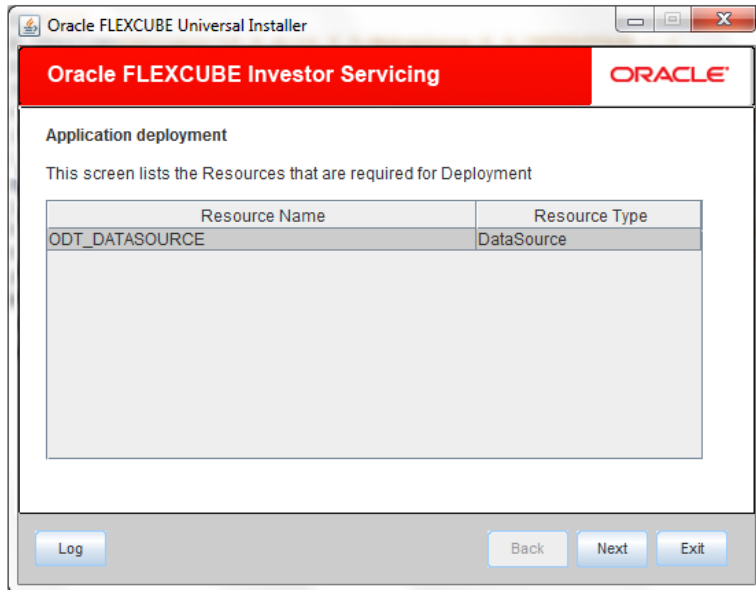 Oracle FLEXCUBE Universal Installer
Oracle FLEXCUBE Investor Servicing
ORACLE
Application deployment
This screen lists the Resources that are required for Deployment
Resource Name Resource Type
ODT_DATASOURCE DataSource
Log Back Next Exit